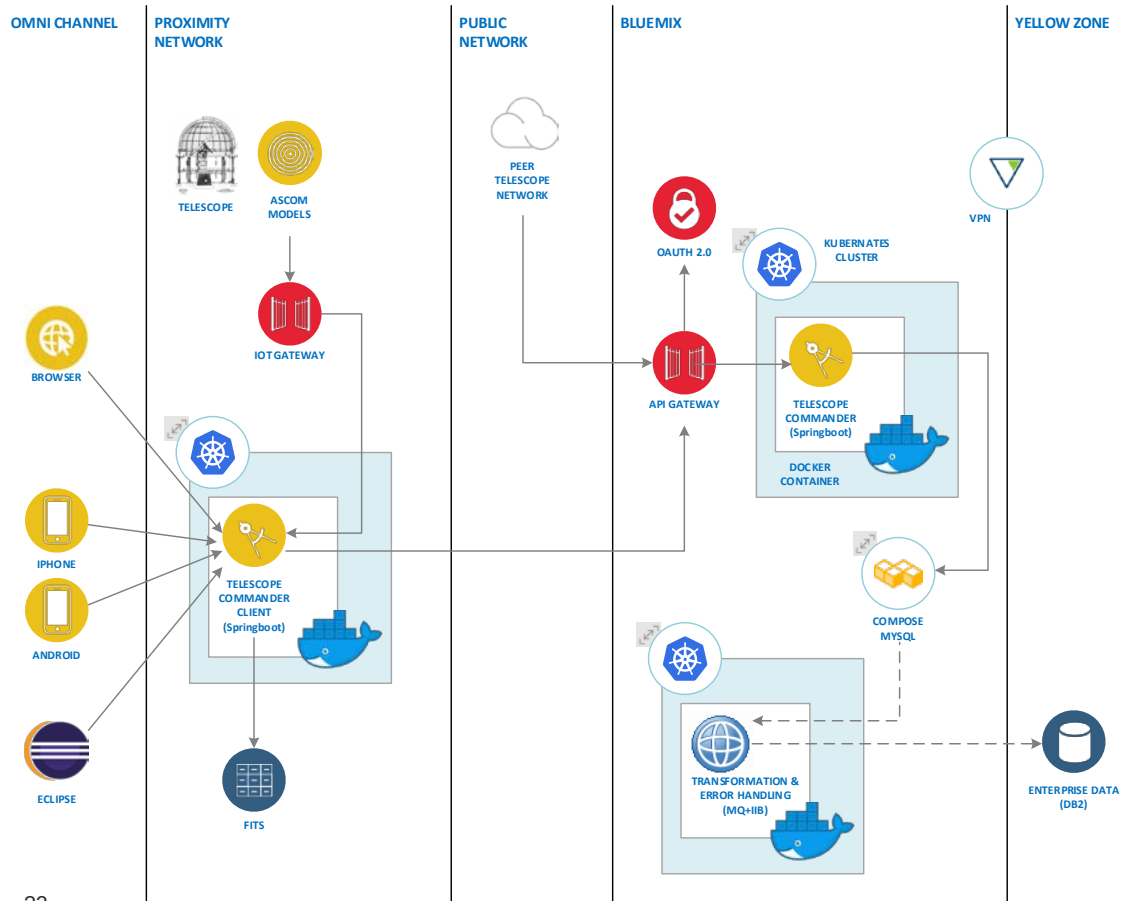 OMNI CHANNEL
PROXIMITY
NETWORK
PUBLIC
NETWORK
BLUEMIX
YELLOW ZONE
TELESCOPE
ASCOM
MODELS
PEER
TELESCOPE
NETWORK
VPN
OAUTH 2.0
KUBERNATES
CLUSTER
IOT GATEWAY
BROWSER
API GATEWAY
TELESCOPE
COMMANDER
(Springboot)
DOCKER
CONTAINER
IPHONE
TELESCOPE
COMMANDER
CLIENT
(Springboot)
ANDROID
COMPOSE
MYSQL
ECLIPSE
FITS
TRANSFORMATION &
ERROR HANDLING
(MQ+IIB)
ENTERPRISE DATA
(DB2)